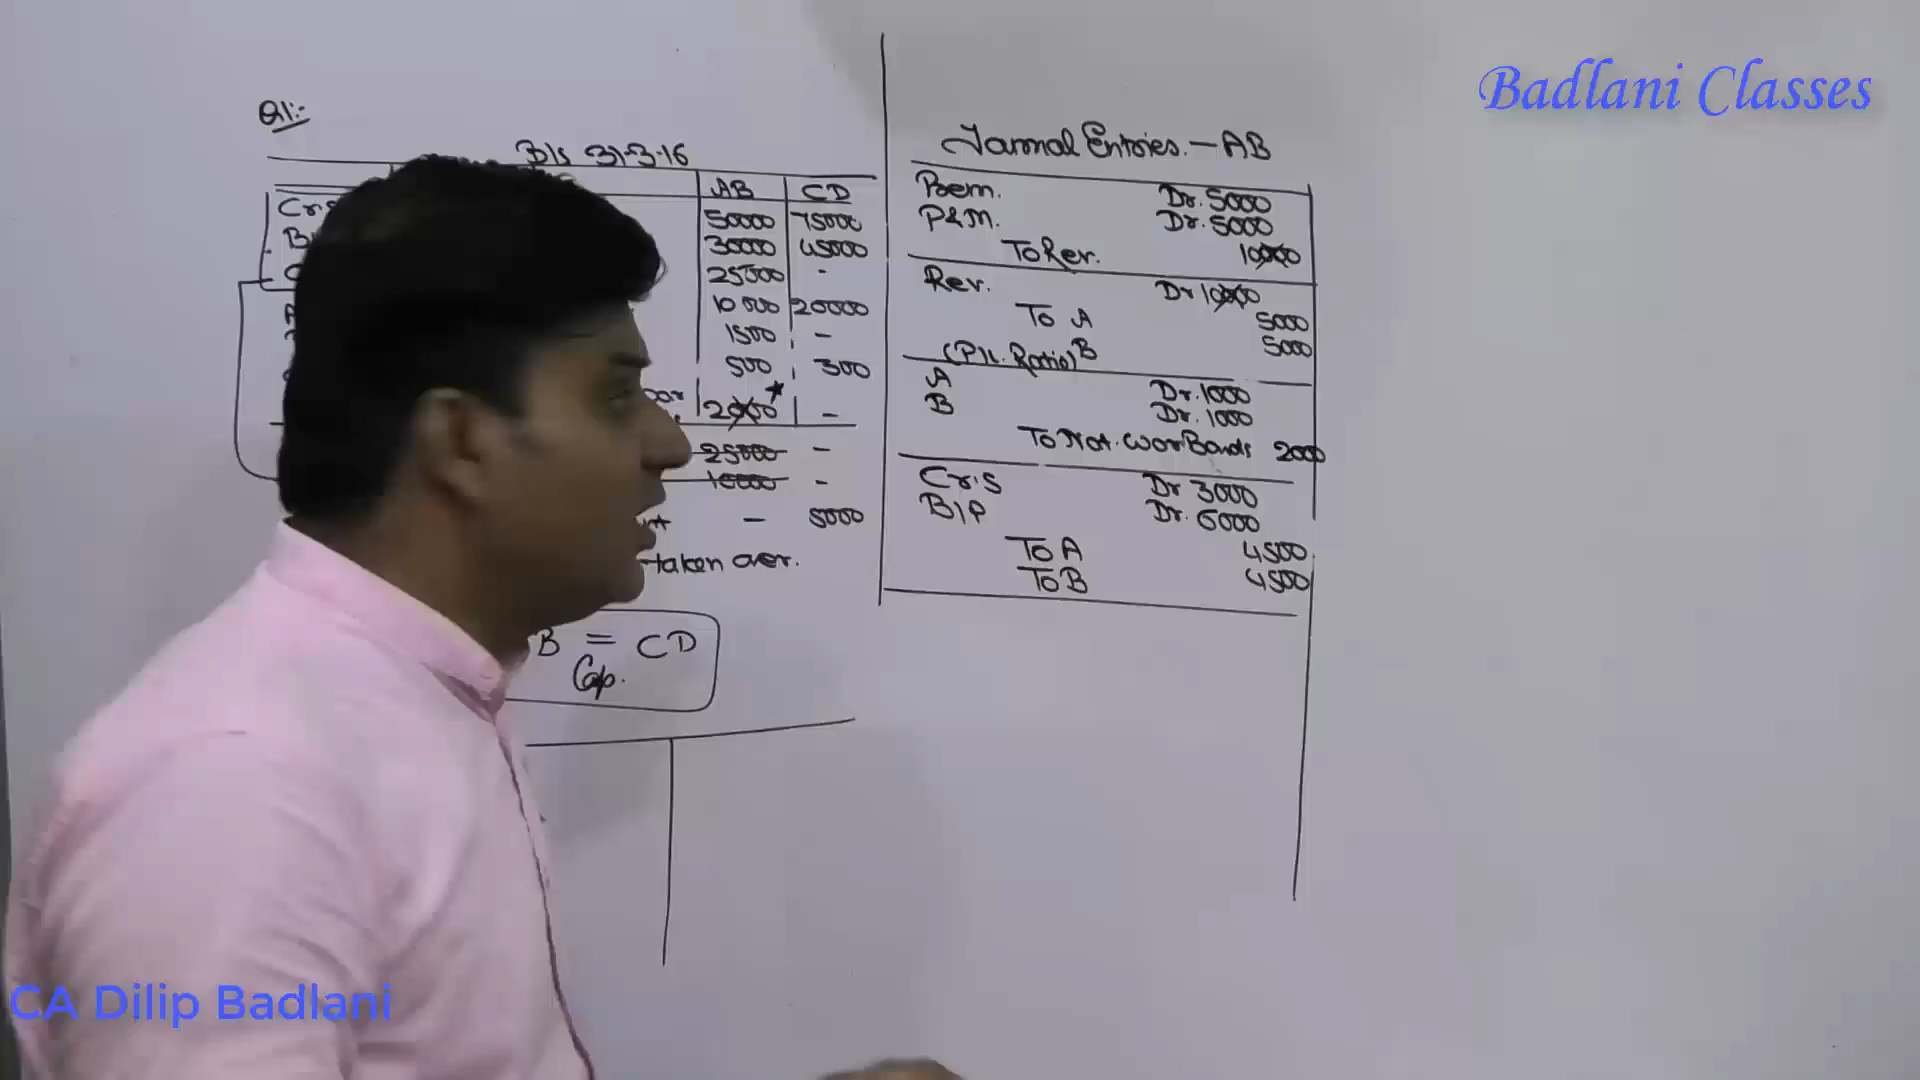 Badlani Classes
Q1:-
B/s 31-3-16
AB CD
Cr.s 50000 75000
30000 45000
25000 -
10000 20000
1500 -
500 300
2000* -
25000 -
10000 -
- 5000
taken over.
B = CD
Cap.
Journal Entries. - AB
Prem. Dr. 5000
P&M. Dr. 5000
To Rev. 10000
Rev. Dr 10000
To A 5000
B 5000
(P/L Ratio)
A Dr. 1000
B Dr. 1000
To Nat. War Bonds 2000
Cr.s Dr 3000
B/P Dr. 6000
To A 4500
To B 4500
CA Dilip Badlani